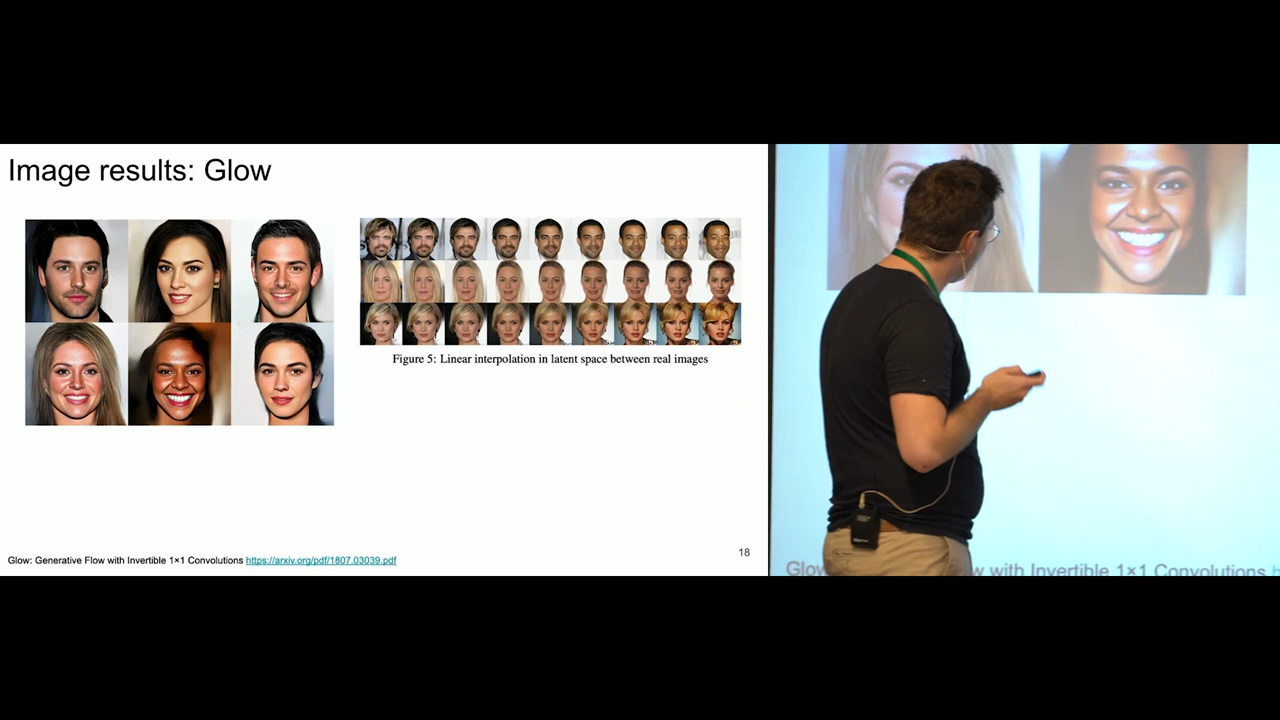 Image results: Glow
Figure 5: Linear interpolation in latent space between real images
Glow: Generative Flow with Invertible 1×1 Convolutions https://arxiv.org/pdf/1807.03039.pdf
18
Glow
w with Invertible 1×1 Convolutions